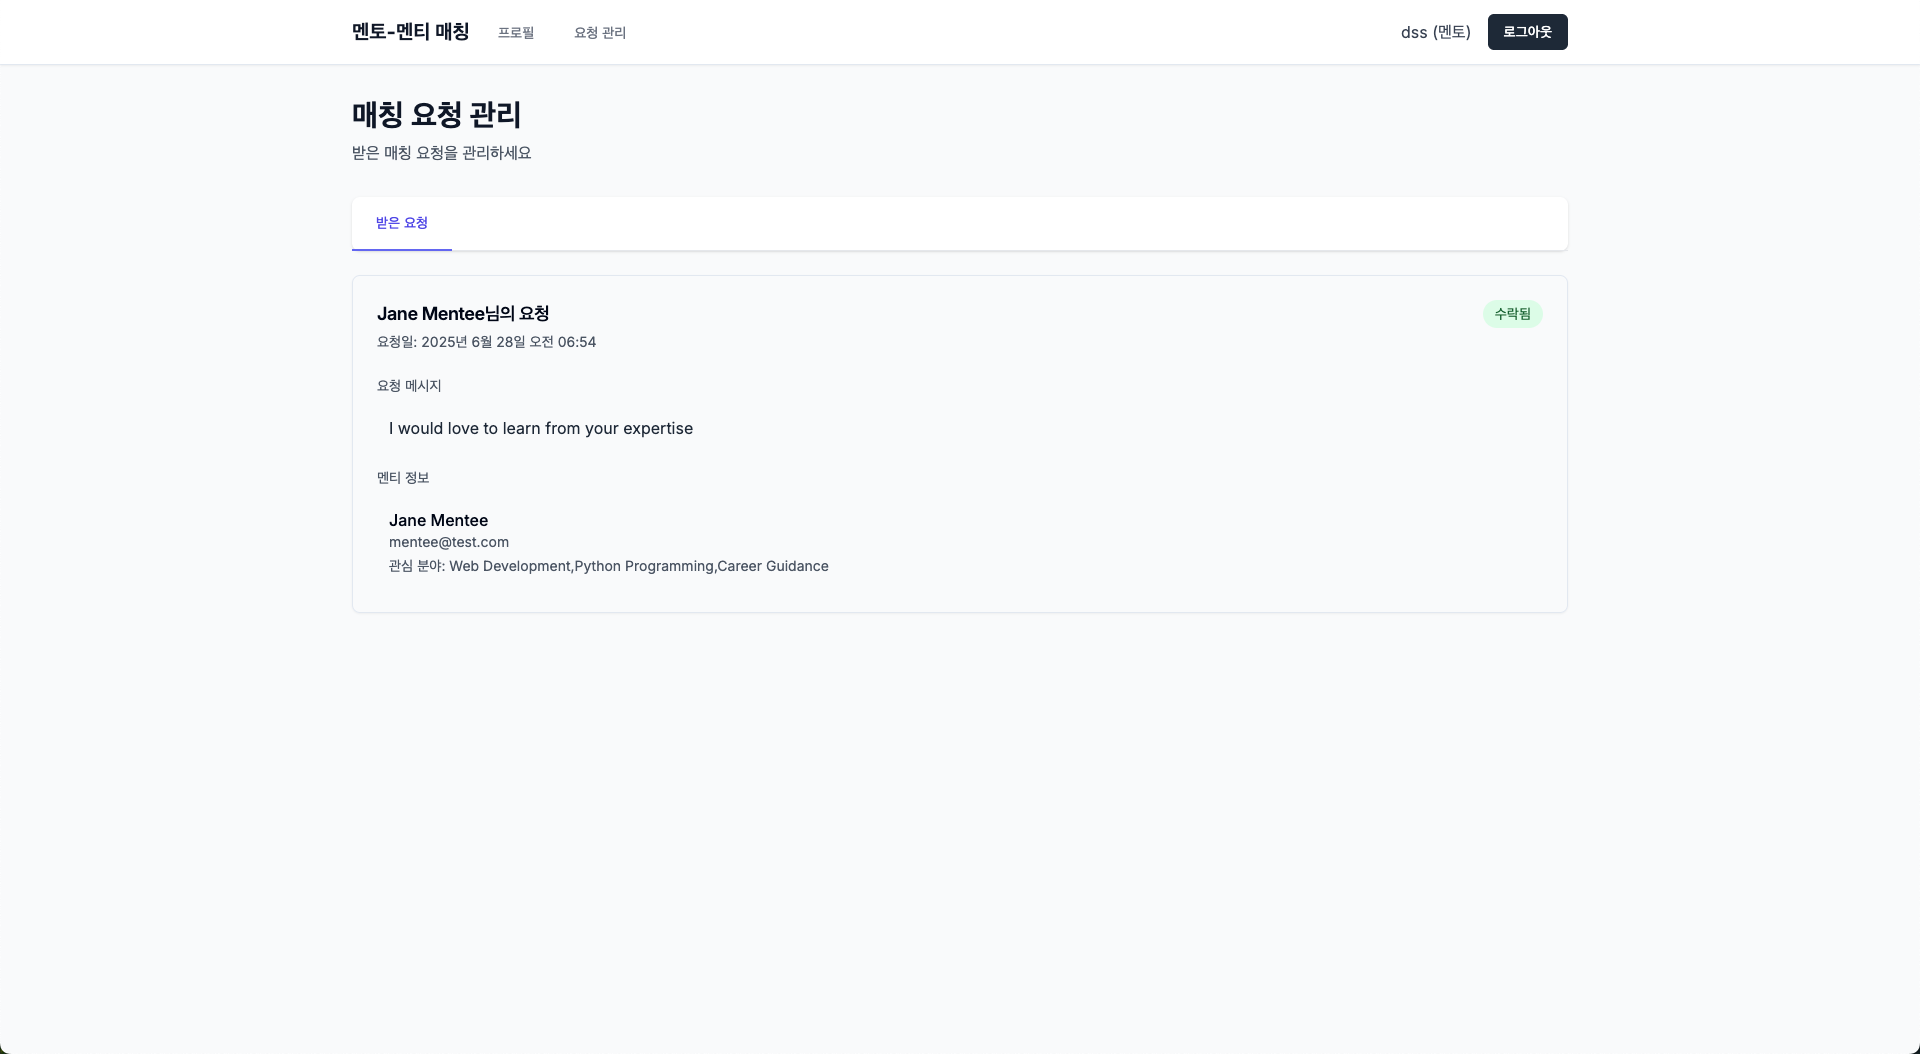 멘토-멘티 매칭
프로필
요청 관리
dss (멘토)
로그아웃
매칭 요청 관리
받은 매칭 요청을 관리하세요
받은 요청
Jane Mentee님의 요청
수락됨
요청일: 2025년 6월 28일 오전 06:54
요청 메시지
I would love to learn from your expertise
멘티 정보
Jane Mentee
mentee@test.com
관심 분야: Web Development,Python Programming,Career Guidance